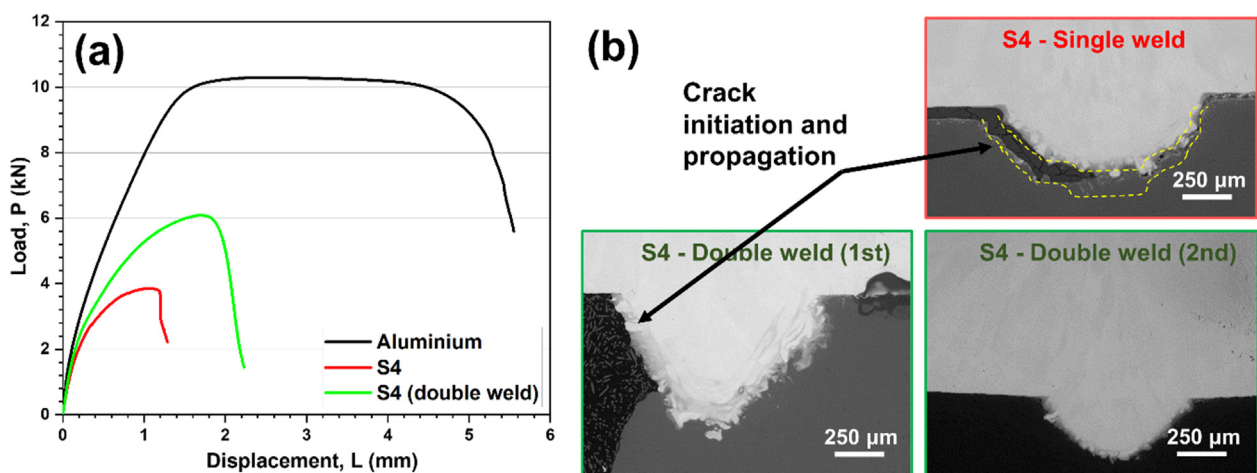 (a)
12
10
8
6
4
2
0
Load, P (kN)
0 1 2 3 4 5 6
Displacement, L (mm)
Aluminium
S4
S4 (double weld)
(b)
Crack
initiation and
propagation
S4 - Single weld
250 µm
S4 - Double weld (1st)
250 µm
S4 - Double weld (2nd)
250 µm